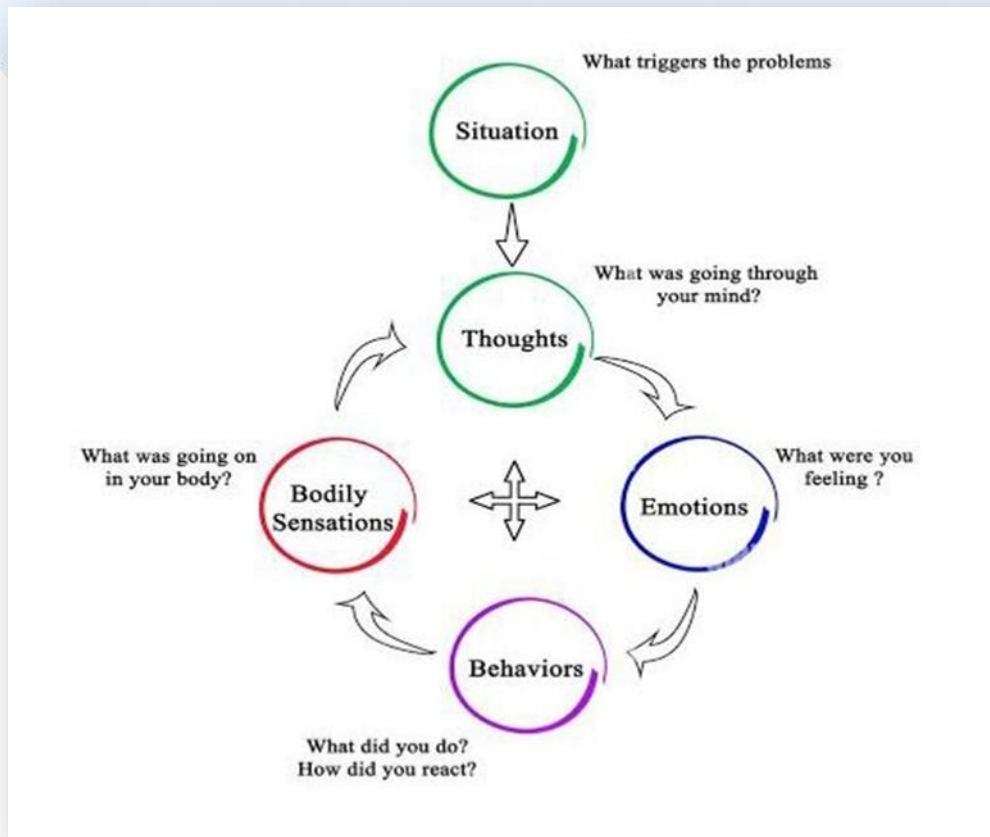 What triggers the problems
Situation
What was going through
your mind?
Thoughts
What was going on
in your body?
What were you
feeling ?
Bodily
Sensations
Emotions
Behaviors
What did you do?
How did you react?